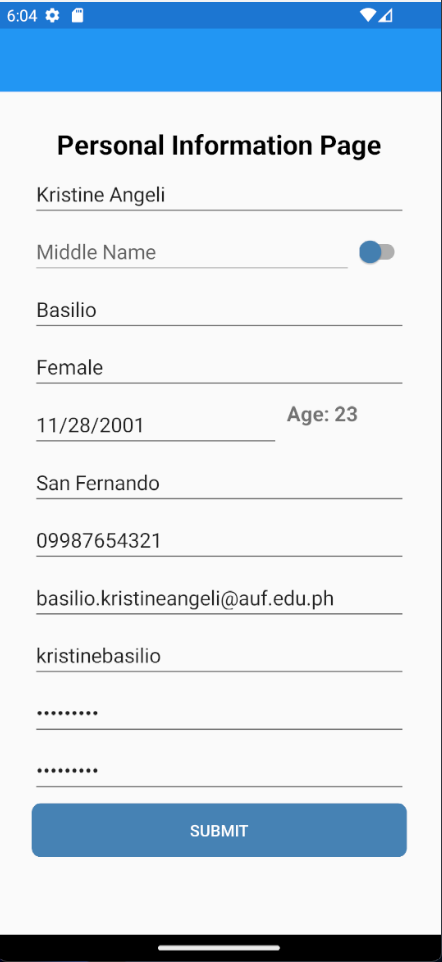 6:04
Personal Information Page
Kristine Angeli
Middle Name
Basilio
Female
11/28/2001 Age: 23
San Fernando
09987654321
basilio.kristineangeli@auf.edu.ph
kristinebasilio
•••••••••
•••••••••
SUBMIT